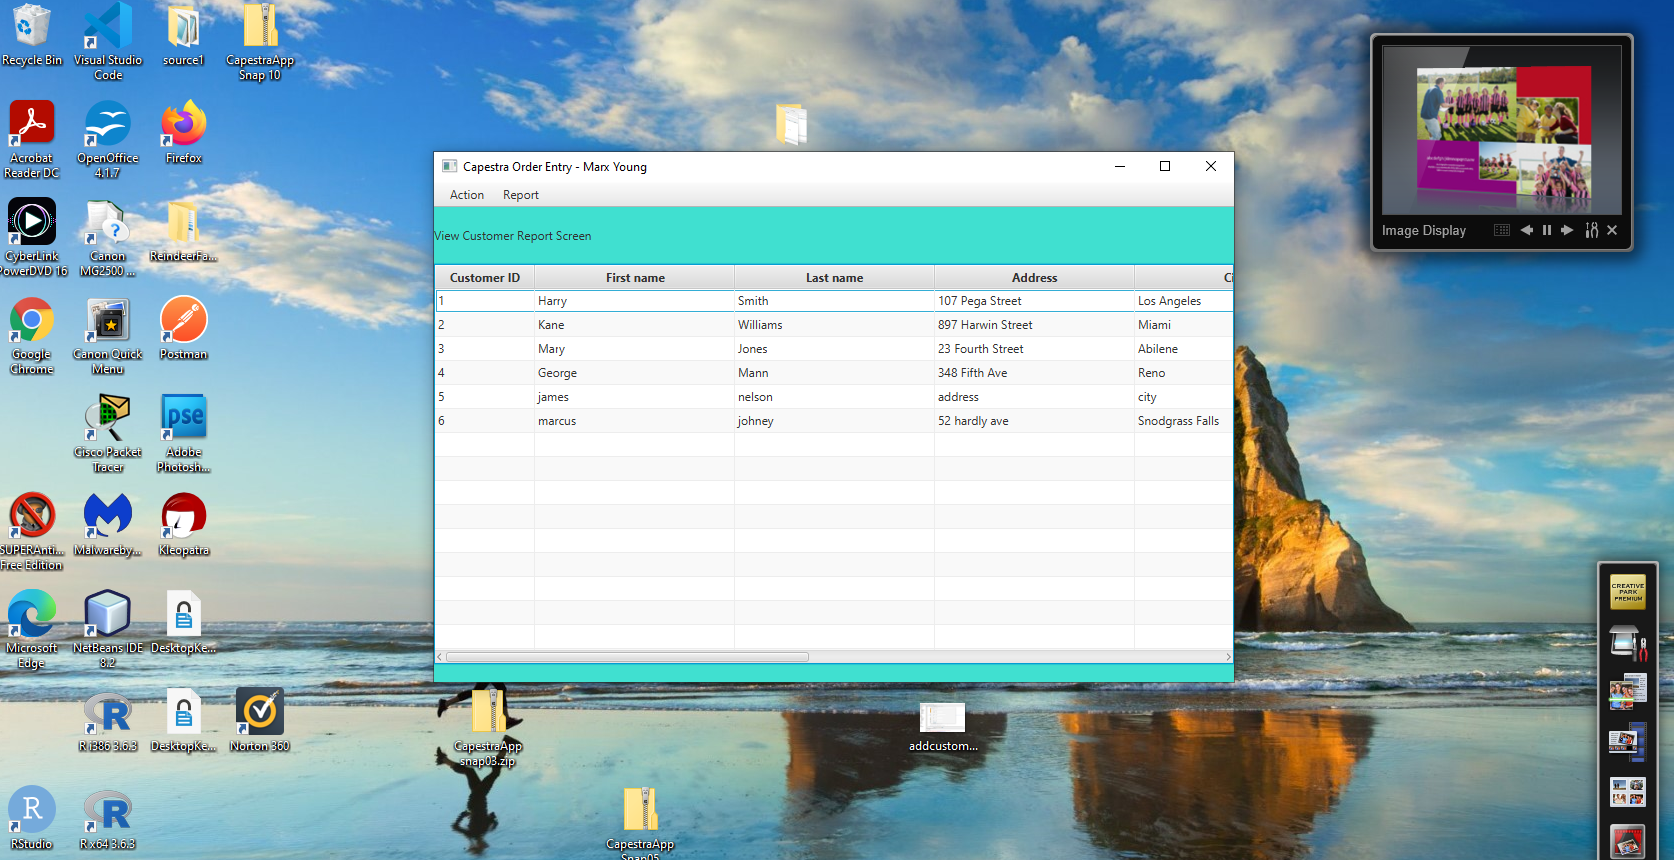 Recycle Bin
Visual Studio
Code
source1
CapestraApp
Snap 10
Acrobat
Reader DC
OpenOffice
4.1.7
Firefox
CyberLink
PowerDVD 16
Canon
MG2500 ...
ReindeerFa...
Google
Chrome
Canon Quick
Menu
Postman
Cisco Packet
Tracer
pse
Adobe
Photosh...
SUPERAnti...
Free Edition
Malwareby...
Kleopatra
Microsoft
Edge
NetBeans IDE
8.2
DesktopKe...
R
R i386 3.6.3
DesktopKe...
Norton 360
R
RStudio
R
R x64 3.6.3
Capestra Order Entry - Marx Young
Action Report
View Customer Report Screen
Customer ID First name Last name Address Ci
1 Harry Smith 107 Pega Street Los Angeles
2 Kane Williams 897 Harwin Street Miami
3 Mary Jones 23 Fourth Street Abilene
4 George Mann 348 Fifth Ave Reno
5 james nelson address city
6 marcus johney 52 hardly ave Snodgrass Falls
CapestraApp
snap03.zip
CapestraApp
Snap05
addcustom...
Image Display
CREATIVE
PARK
PREMIUM